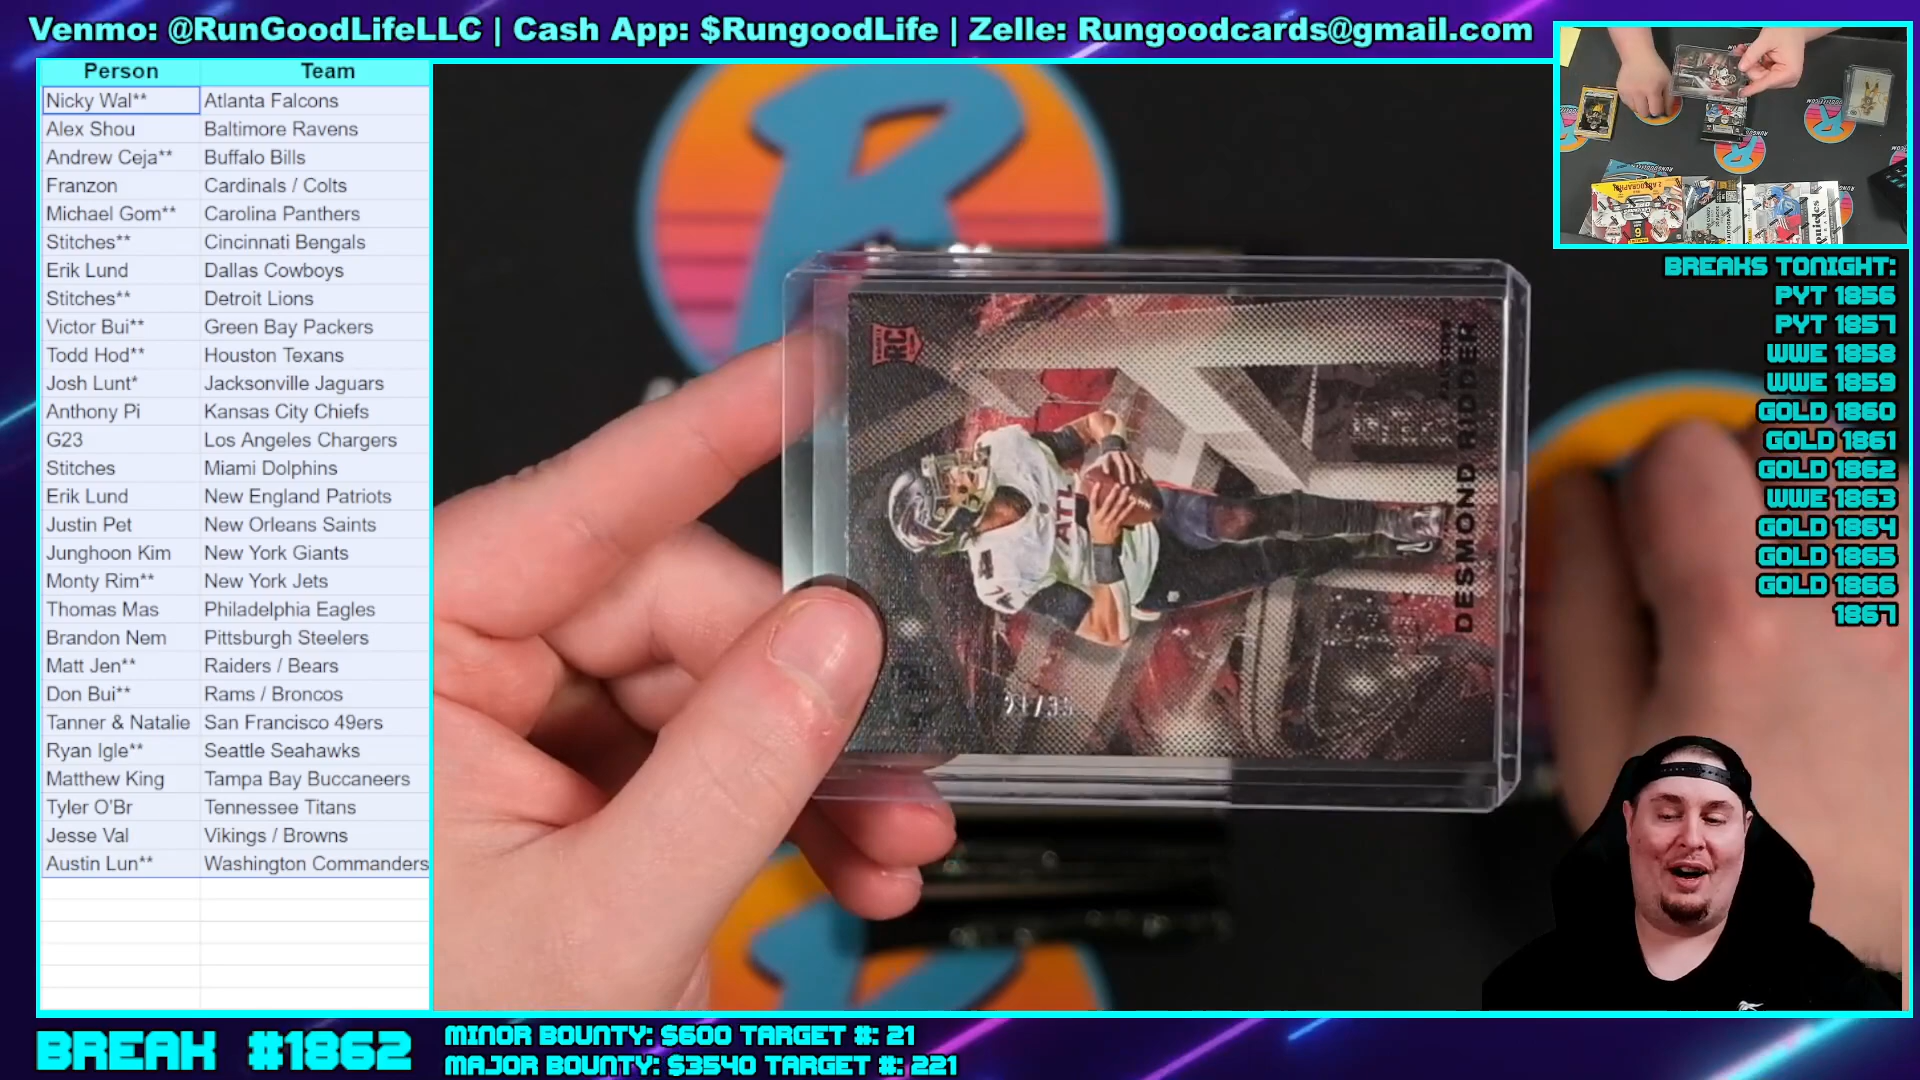 Venmo: @RunGoodLifeLLC | Cash App: $RungoodLife | Zelle: Rungoodcards@gmail.com
Person Team
Nicky Wal** Atlanta Falcons
Alex Shou Baltimore Ravens
Andrew Ceja** Buffalo Bills
Franzon Cardinals / Colts
Michael Gom** Carolina Panthers
Stitches** Cincinnati Bengals
Erik Lund Dallas Cowboys
Stitches** Detroit Lions
Victor Bui** Green Bay Packers
Todd Hod** Houston Texans
Josh Lunt* Jacksonville Jaguars
Anthony Pi Kansas City Chiefs
G23 Los Angeles Chargers
Stitches Miami Dolphins
Erik Lund New England Patriots
Justin Pet New Orleans Saints
Junghoon Kim New York Giants
Monty Rim** New York Jets
Thomas Mas Philadelphia Eagles
Brandon Nem Pittsburgh Steelers
Matt Jen** Raiders / Bears
Don Bui** Rams / Broncos
Tanner & Natalie San Francisco 49ers
Ryan Igle** Seattle Seahawks
Matthew King Tampa Bay Buccaneers
Tyler O'Br Tennessee Titans
Jesse Val Vikings / Browns
Austin Lun** Washington Commanders
RC
ATL
4
DESMOND RIDDER
BREAKS TONIGHT:
PYT 1856
PYT 1857
WWE 1858
WWE 1859
GOLD 1860
GOLD 1861
GOLD 1862
WWE 1863
GOLD 1864
GOLD 1865
GOLD 1866
1867
BREAK #1862
MINOR BOUNTY: $600 TARGET #: 21
MAJOR BOUNTY: $3540 TARGET #: 221